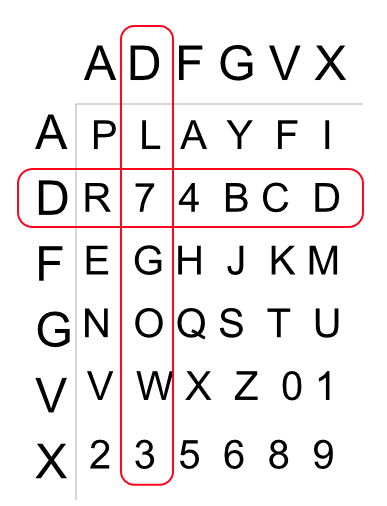 A D F G V X
A P L A Y F I
D R 7 4 B C D
F E G H J K M
G N O Q S T U
V V W X Z 0 1
X 2 3 5 6 8 9